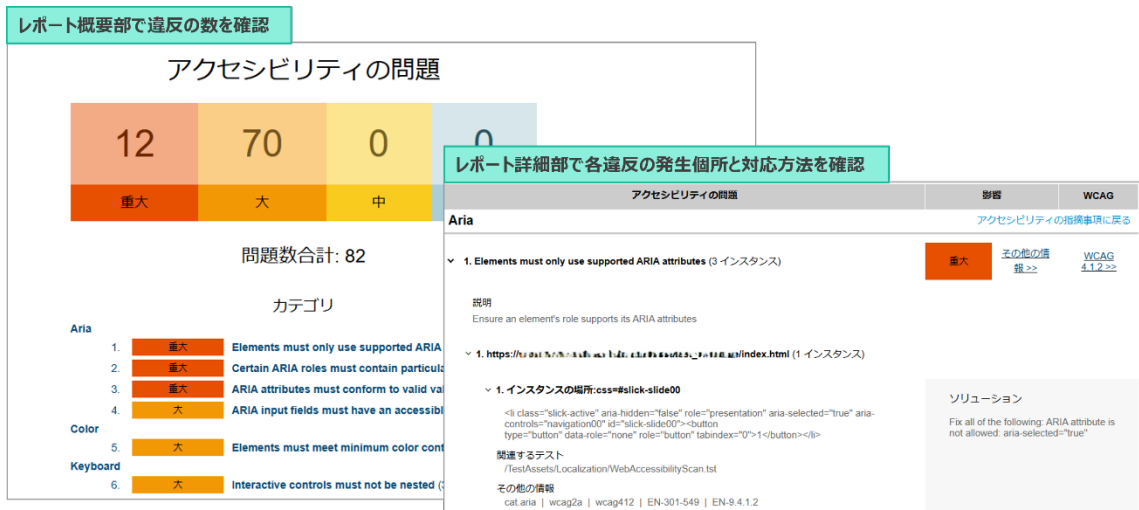 レポート概要部で違反の数を確認
アクセシビリティの問題
12 70 0 0
重大 大 中
問題数合計: 82
カテゴリ
Aria
1. 重大 Elements must only use supported ARIA
2. 重大 Certain ARIA roles must contain particula
3. 重大 ARIA attributes must conform to valid va
4. 大 ARIA input fields must have an accessibl
Color
5. 大 Elements must meet minimum color cont
Keyboard
6. 大 Interactive controls must not be nested (
レポート詳細部で各違反の発生個所と対応方法を確認
アクセシビリティの問題 影響 WCAG
Aria アクセシビリティの指摘事項に戻る
1. Elements must only use supported ARIA attributes (3 インスタンス) 重大 その他の情
報 >> WCAG
4.1.2 >>
説明
Ensure an element's role supports its ARIA attributes
1. https:// /index.html (1 インスタンス)
1. インスタンスの場所:css=#slick-slide00
<li class="slick-active" aria-hidden="false" role="presentation" aria-selected="true" aria-
controls="navigation00" id="slick-slide00"><button
type="button" data-role="none" role="button" tabindex="0">1</button></li>
関連するテスト
/TestAssets/Localization/WebAccessibilityScan.tst
その他の情報
cat.aria | wcag2a | wcag412 | EN-301-549 | EN-9.4.1.2
ソリューション
Fix all of the following: ARIA attribute is
not allowed: aria-selected="true"